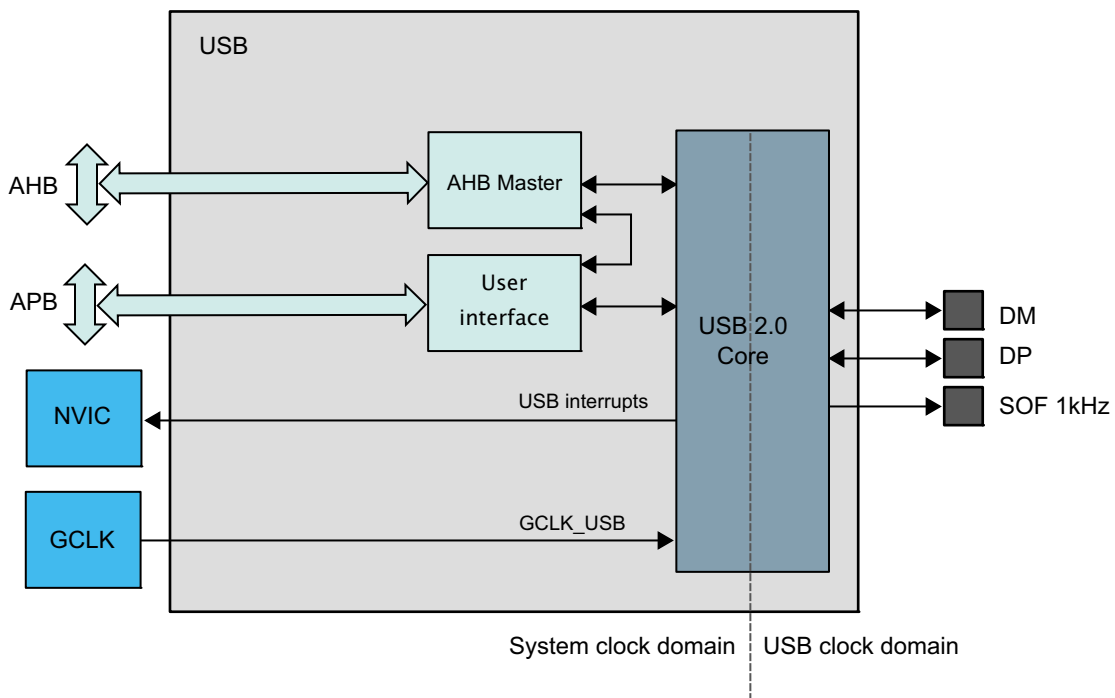 USB
AHB
AHB Master
APB
User
interface
USB 2.0
Core
DM
DP
SOF 1kHz
NVIC
USB interrupts
GCLK
GCLK_USB
System clock domain
USB clock domain